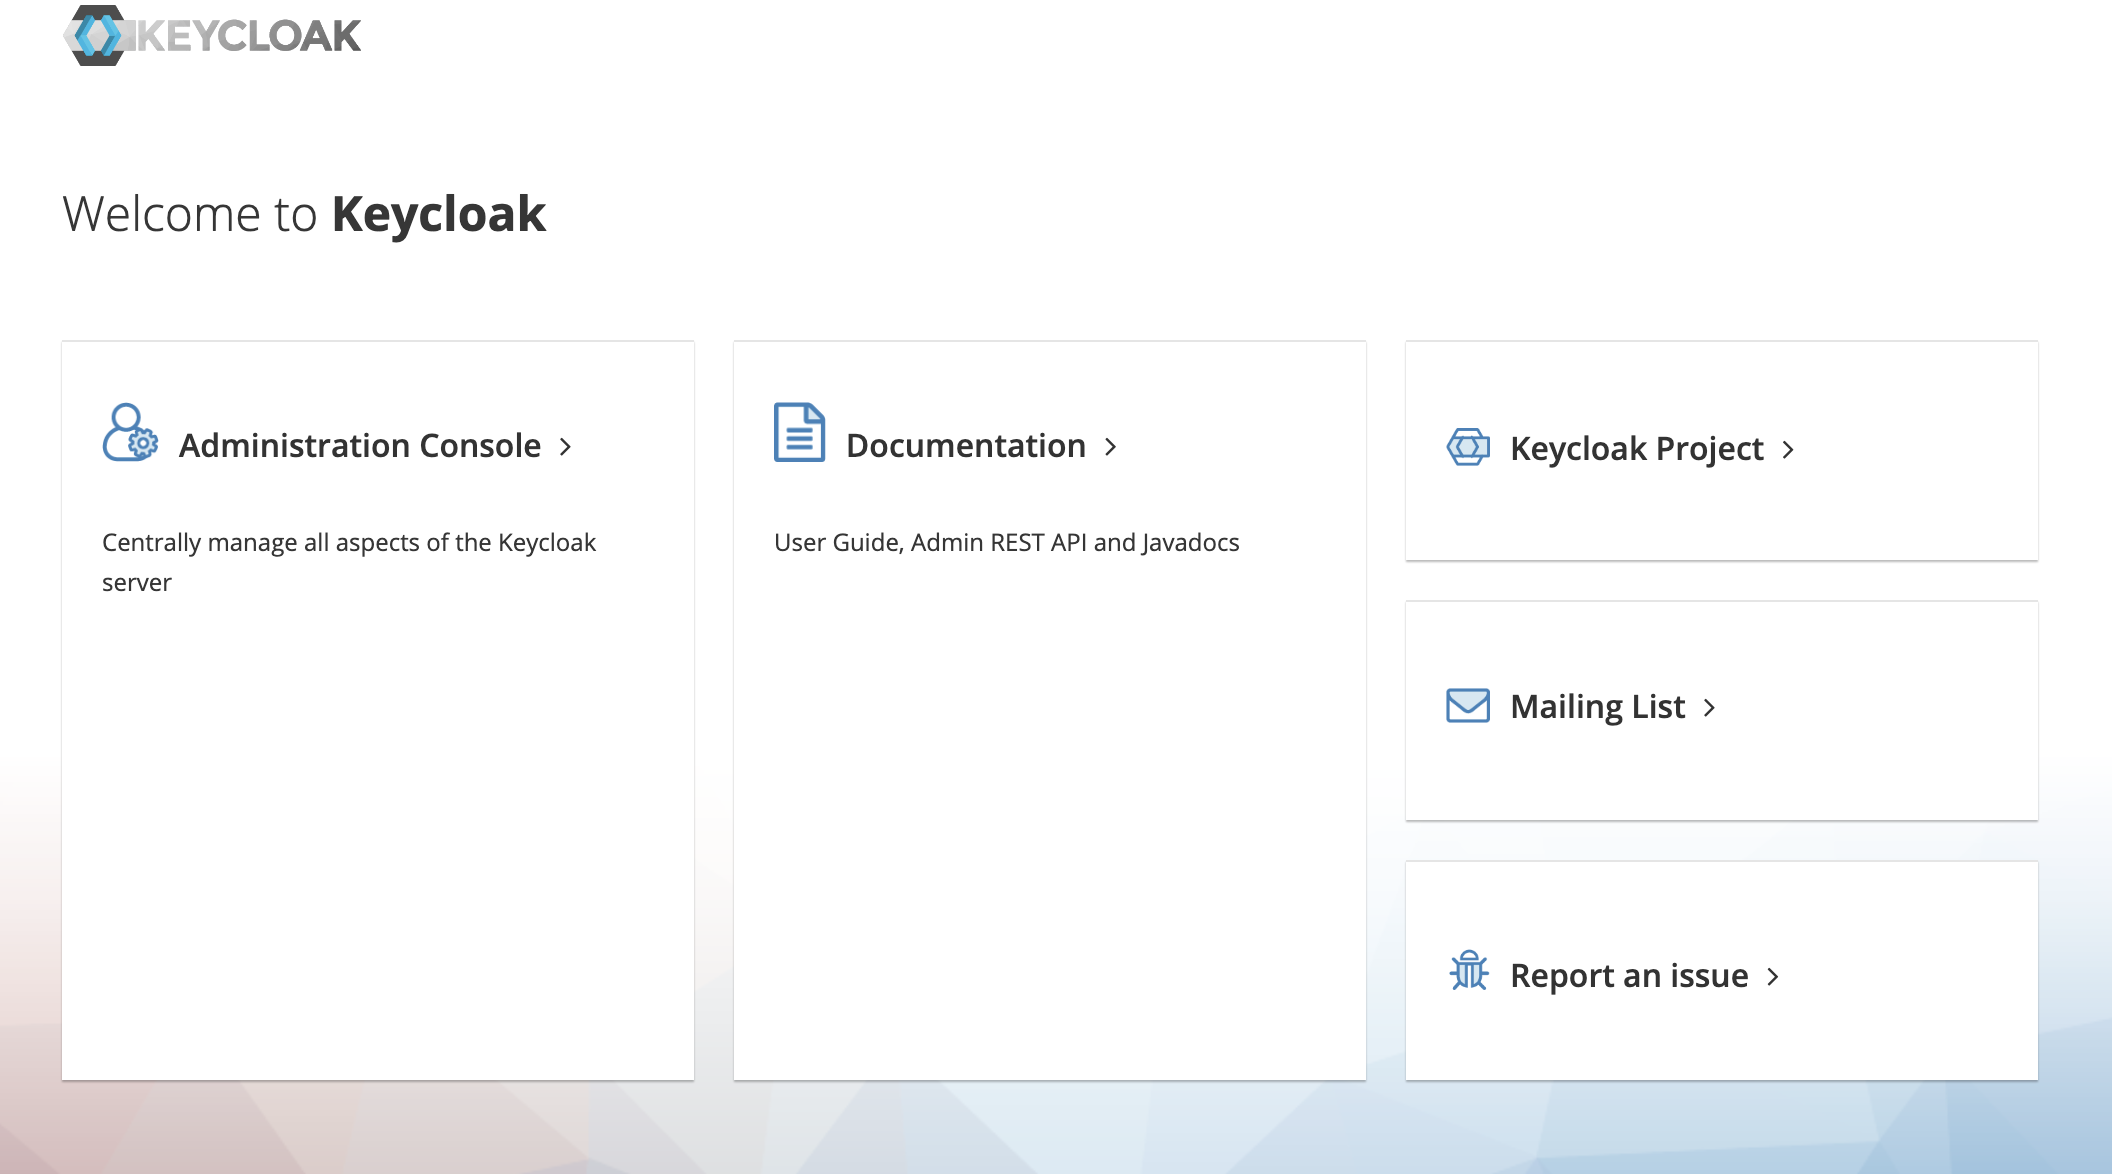 KEYCLOAK
Welcome to Keycloak
Administration Console
Centrally manage all aspects of the Keycloak
server
Documentation
User Guide, Admin REST API and Javadocs
Keycloak Project
Mailing List
Report an issue